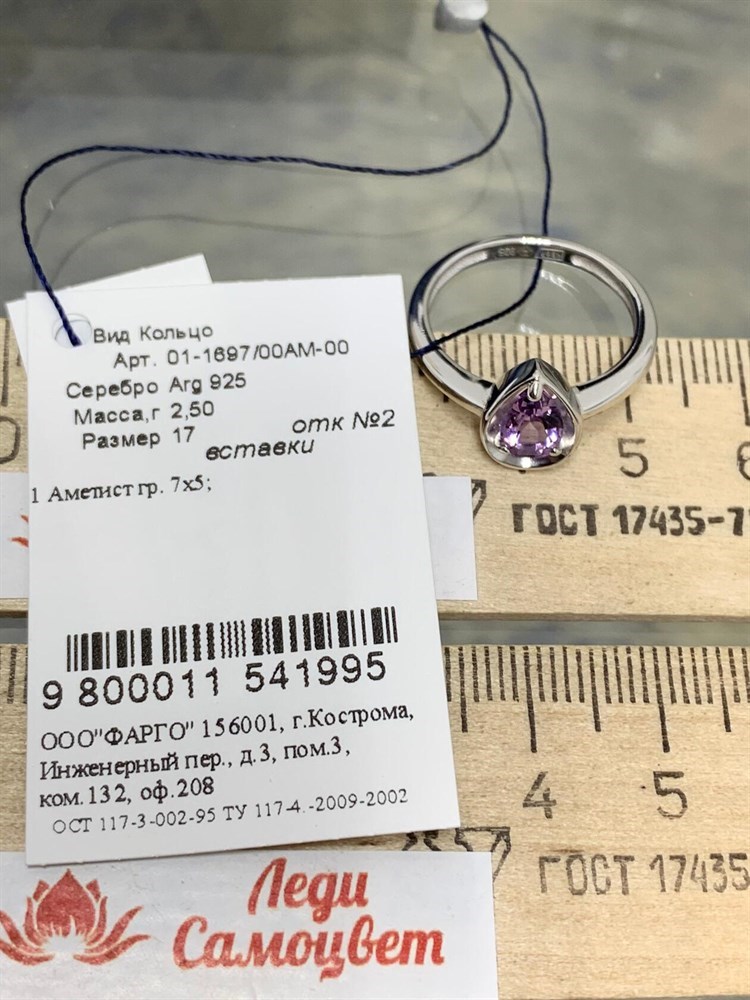 Вид Кольцо
Арт. 01-1697/00АМ-00
Серебро Arg 925
Масса,г 2,50
Размер 17
отк №2
вставки
1 Аметист гр. 7х5;
9 800011 541995
ООО"ФАРГО" 156001, г.Кострома,
Инженерный пер., д.3, пом.3,
ком.132, оф.208
ОСТ 117-3-002-95 ТУ 117-4.-2009-2002
Леди
Самоцвет
5
ГОСТ 17435-7
4 5
ГОСТ 17435